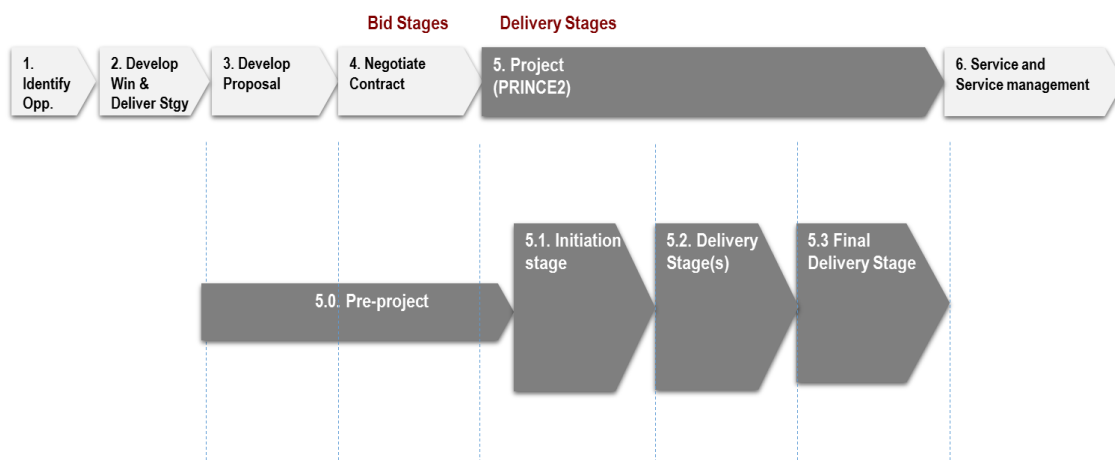 Bid Stages
Delivery Stages
1.
Identify
Opp.
2. Develop
Win &
Deliver Stgy
3. Develop
Proposal
4. Negotiate
Contract
5. Project
(PRINCE2)
6. Service and
Service management
5.0. Pre-project
5.1. Initiation
stage
5.2. Delivery
Stage(s)
5.3 Final
Delivery Stage